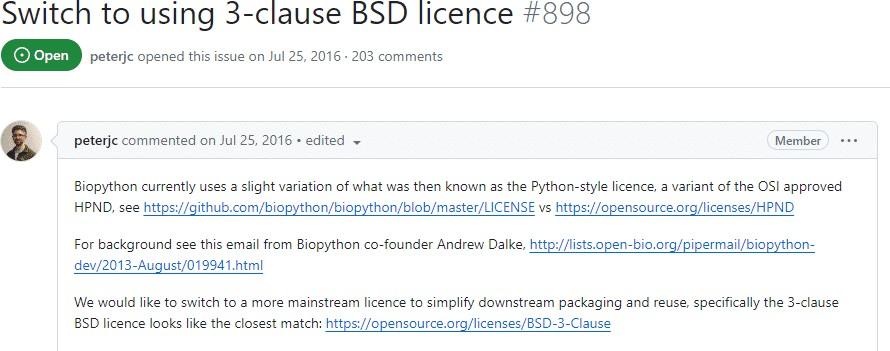 Switch to using 3-clause BSD licence #898
Open peterjc opened this issue on Jul 25, 2016 · 203 comments
peterjc commented on Jul 25, 2016 • edited Member
Biopython currently uses a slight variation of what was then known as the Python-style licence, a variant of the OSI approved
HPND, see https://github.com/biopython/biopython/blob/master/LICENSE vs https://opensource.org/licenses/HPND
For background see this email from Biopython co-founder Andrew Dalke, http://lists.open-bio.org/pipermail/biopython-
dev/2013-August/019941.html
We would like to switch to a more mainstream licence to simplify downstream packaging and reuse, specifically the 3-clause
BSD licence looks like the closest match: https://opensource.org/licenses/BSD-3-Clause